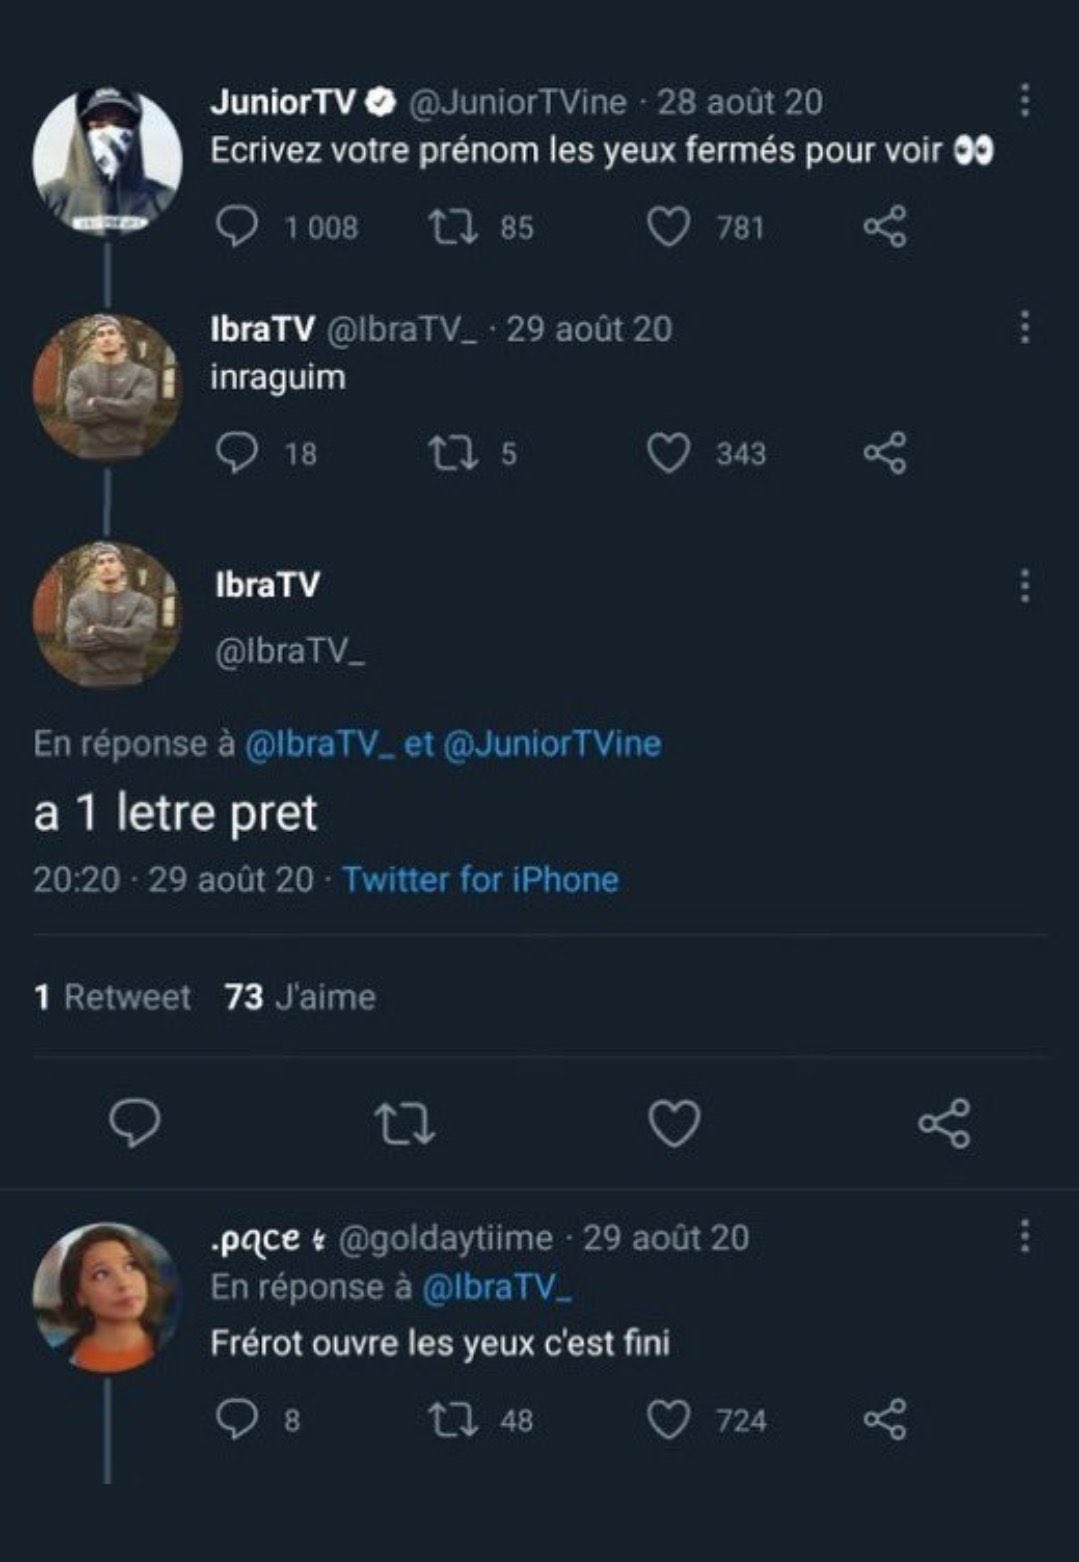 JuniorTV @JuniorTVine · 28 août 20
Ecrivez votre prénom les yeux fermés pour voir 👀
1 008 85 781
IbraTV @IbraTV_ · 29 août 20
inraguim
18 5 343
IbraTV
@IbraTV_
En réponse à @IbraTV_ et @JuniorTVine
a 1 letre pret
20:20 · 29 août 20 · Twitter for iPhone
1 Retweet 73 J'aime
.pace @goldaytiime · 29 août 20
En réponse à @IbraTV_
Frérot ouvre les yeux c'est fini
8 48 724